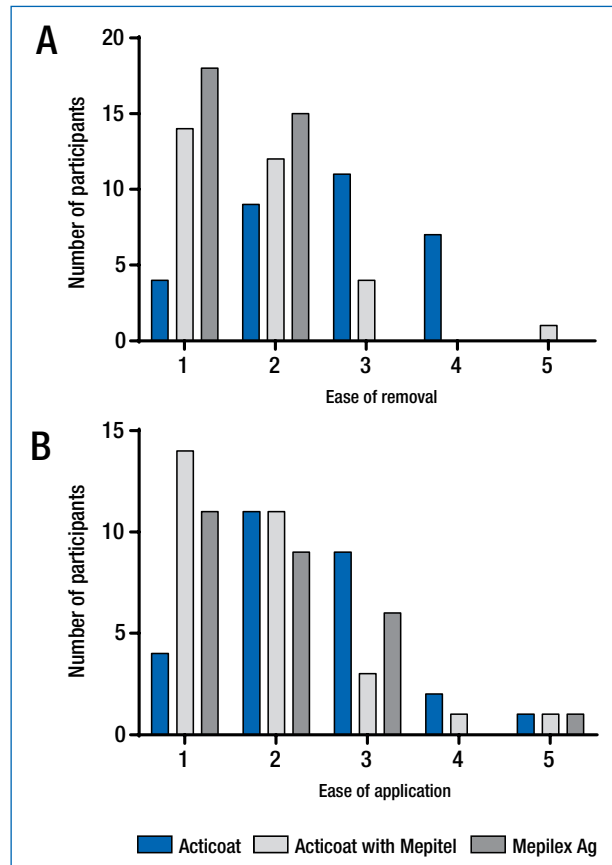 A
Number of participants
20
15
10
5
0
1 2 3 4 5
Ease of removal
B
Number of participants
15
10
5
0
1 2 3 4 5
Ease of application
Acticoat Acticoat with Mepitel Mepilex Ag